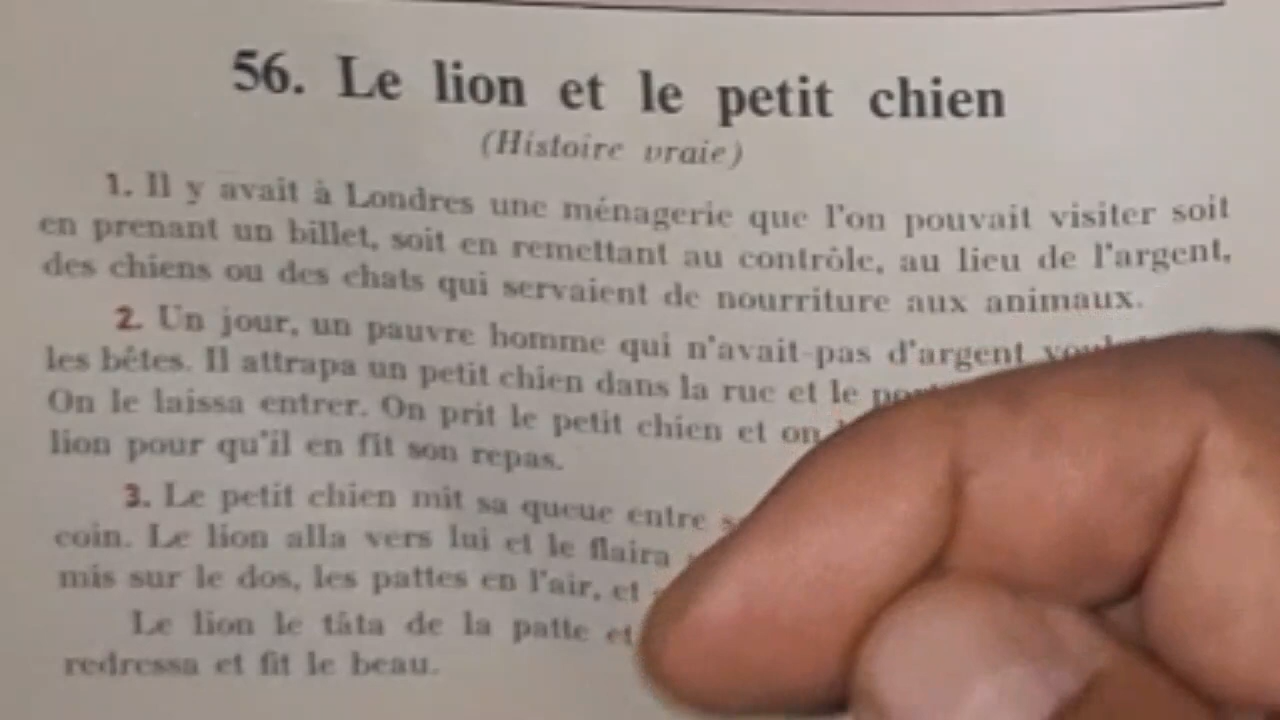 56. Le lion et le petit chien
(Histoire vraie)
1. Il y avait à Londres une ménagerie que l'on pouvait visiter soit
en prenant un billet, soit en remettant au contrôle, au lieu de l'argent,
des chiens ou des chats qui servaient de nourriture aux animaux.
2. Un jour, un pauvre homme qui n'avait pas d'argent
les bêtes. Il attrapa un petit chien dans la rue et le
On le laissa entrer. On prit le petit chien et on
lion pour qu'il en fit son repas.
3. Le petit chien mit sa queue entre
coin. Le lion alla vers lui et le flaira
mis sur le dos, les pattes en l'air, et
Le lion le tâta de la patte et
redressa et fit le beau.